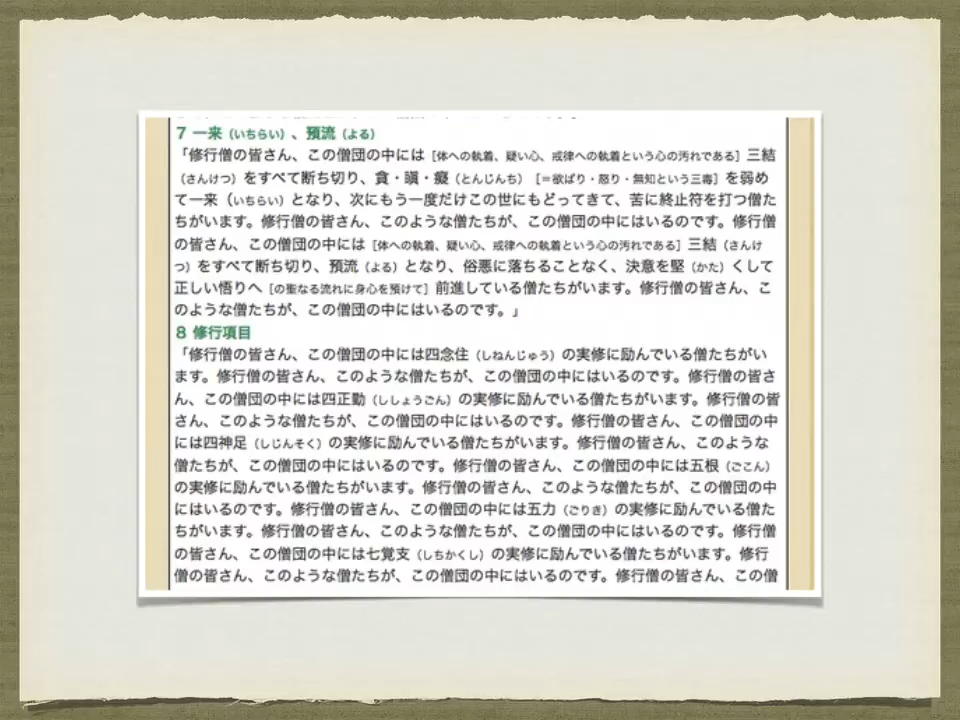 7 一来（いちらい）、預流（よる）
「修行僧の皆さん、この僧団の中には［体への執着、疑い心、戒律への執着という心の汚れである］三結
（さんけつ）をすべて断ち切り、貪・瞋・癡（とんじんち）［＝欲ばり・怒り・無知という三毒］を弱め
て一来（いちらい）となり、次にもう一度だけこの世にもどってきて、苦に終止符を打つ僧た
ちがいます。修行僧の皆さん、このような僧たちが、この僧団の中にはいるのです。修行僧
の皆さん、この僧団の中には［体への執着、疑い心、戒律への執着という心の汚れである］三結（さんけ
つ）をすべて断ち切り、預流（よる）となり、俗悪に落ちることなく、決意を堅（かた）くして
正しい悟りへ［の聖なる流れに身心を預けて］前進している僧たちがいます。修行僧の皆さん、こ
のような僧たちが、この僧団の中にはいるのです。」
8 修行項目
「修行僧の皆さん、この僧団の中には四念住（しねんじゅう）の実修に励んでいる僧たちがい
ます。修行僧の皆さん、このような僧たちが、この僧団の中にはいるのです。修行僧の皆さ
ん、この僧団の中には四正勤（ししょうごん）の実修に励んでいる僧たちがいます。修行僧の皆
さん、このような僧たちが、この僧団の中にはいるのです。修行僧の皆さん、この僧団の中
には四神足（しじんそく）の実修に励んでいる僧たちがいます。修行僧の皆さん、このような
僧たちが、この僧団の中にはいるのです。修行僧の皆さん、この僧団の中には五根（ごこん）
の実修に励んでいる僧たちがいます。修行僧の皆さん、このような僧たちが、この僧団の中
にはいるのです。修行僧の皆さん、この僧団の中には五力（ごりき）の実修に励んでいる僧た
ちがいます。修行僧の皆さん、このような僧たちが、この僧団の中にはいるのです。修行僧
の皆さん、この僧団の中には七覚支（しちかくし）の実修に励んでいる僧たちがいます。修行
僧の皆さん、このような僧たちが、この僧団の中にはいるのです。修行僧の皆さん、この僧